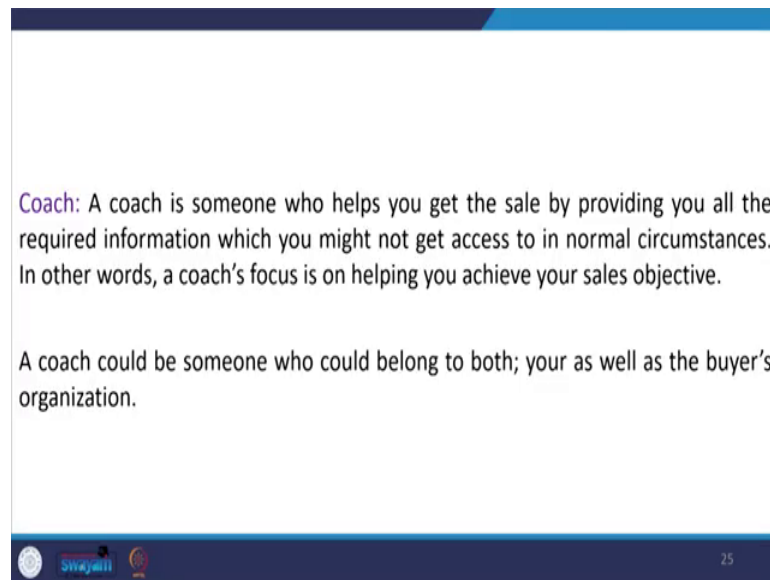 Coach: A coach is someone who helps you get the sale by providing you all the
required information which you might not get access to in normal circumstances.
In other words, a coach's focus is on helping you achieve your sales objective.
A coach could be someone who could belong to both; your as well as the buyer's
organization.
swayam
25